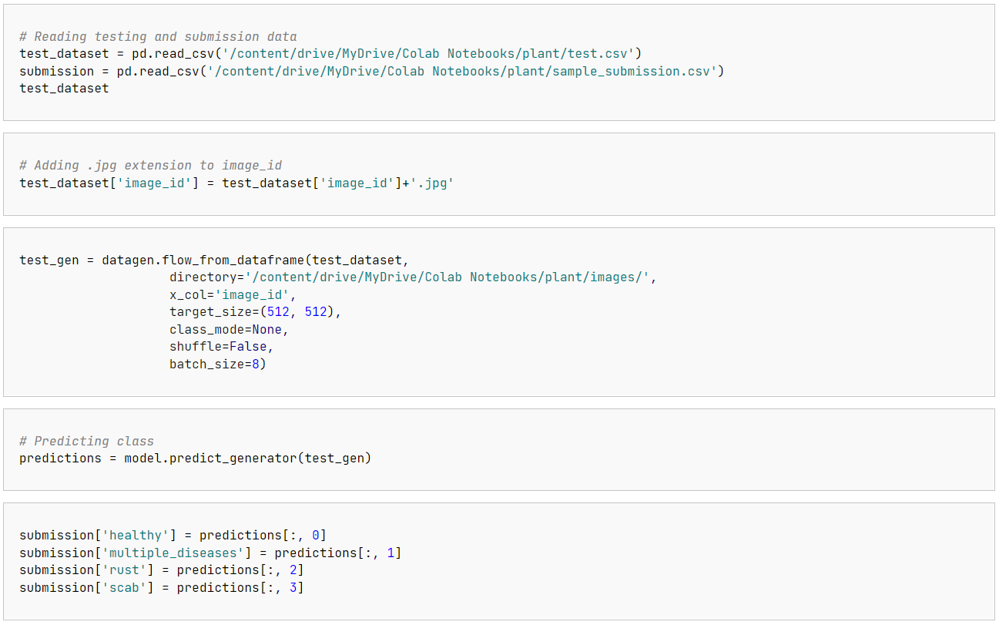 # Reading testing and submission data
test_dataset = pd.read_csv('/content/drive/MyDrive/Colab Notebooks/plant/test.csv')
submission = pd.read_csv('/content/drive/MyDrive/Colab Notebooks/plant/sample_submission.csv')
test_dataset
# Adding .jpg extension to image_id
test_dataset['image_id'] = test_dataset['image_id']+'.jpg'
test_gen = datagen.flow_from_dataframe(test_dataset,
                    directory='/content/drive/MyDrive/Colab Notebooks/plant/images/',
                    x_col='image_id',
                    target_size=(512, 512),
                    class_mode=None,
                    shuffle=False,
                    batch_size=8)
# Predicting class
predictions = model.predict_generator(test_gen)
submission['healthy'] = predictions[:, 0]
submission['multiple_diseases'] = predictions[:, 1]
submission['rust'] = predictions[:, 2]
submission['scab'] = predictions[:, 3]